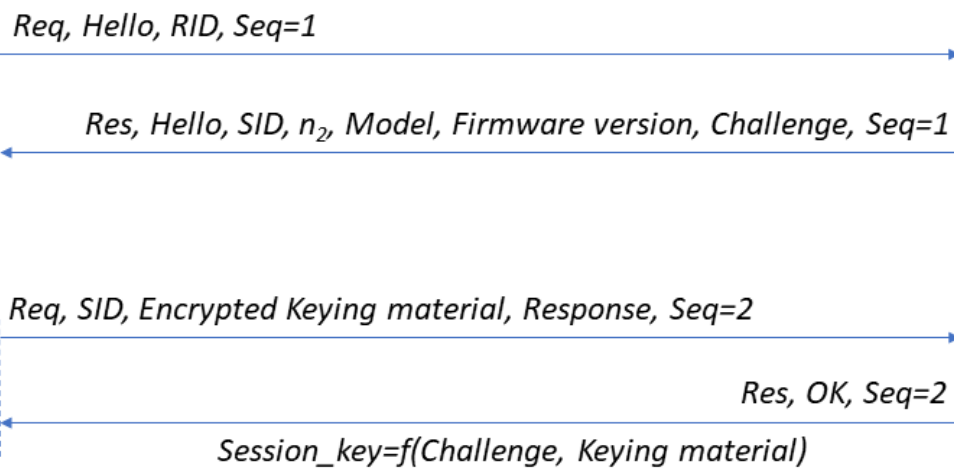 Req, Hello, RID, Seq=1
Res, Hello, SID, n₂, Model, Firmware version, Challenge, Seq=1
Req, SID, Encrypted Keying material, Response, Seq=2
Res, OK, Seq=2
Session_key=f(Challenge, Keying material)